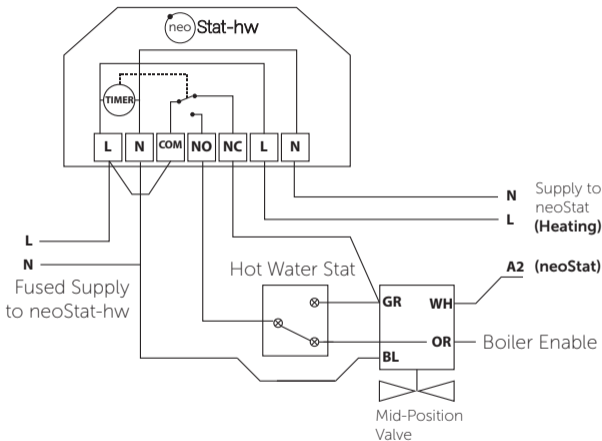 neo Stat-hw
TIMER
L N COM NO NC L N
N Supply to
neoStat
L (Heating)
L
N
Fused Supply
to neoStat-hw
Hot Water Stat
A2 (neoStat)
GR WH
OR Boiler Enable
BL
Mid-Position
Valve